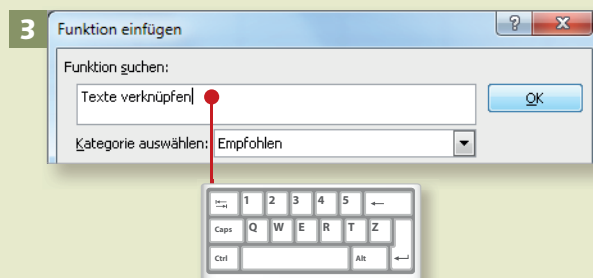 3
Funktion einfügen
?
X
Funktion suchen:
Texte verknüpfen
OK
Kategorie auswählen: Empfohlen
1 2 3 4 5
Caps Q W E R T Z
Ctrl Alt